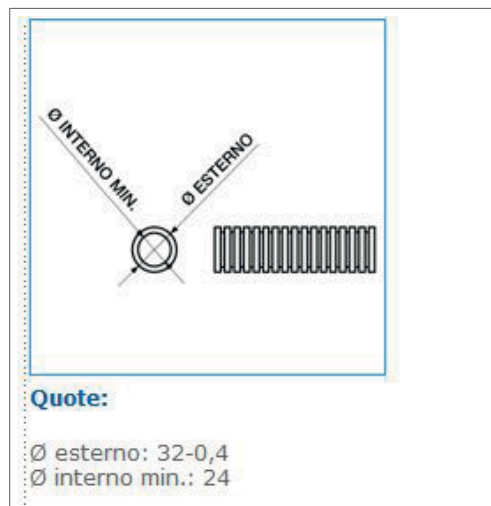 Ø INTERNO MIN.
Ø ESTERNO
Quote:
Ø esterno: 32-0,4
Ø interno min.: 24